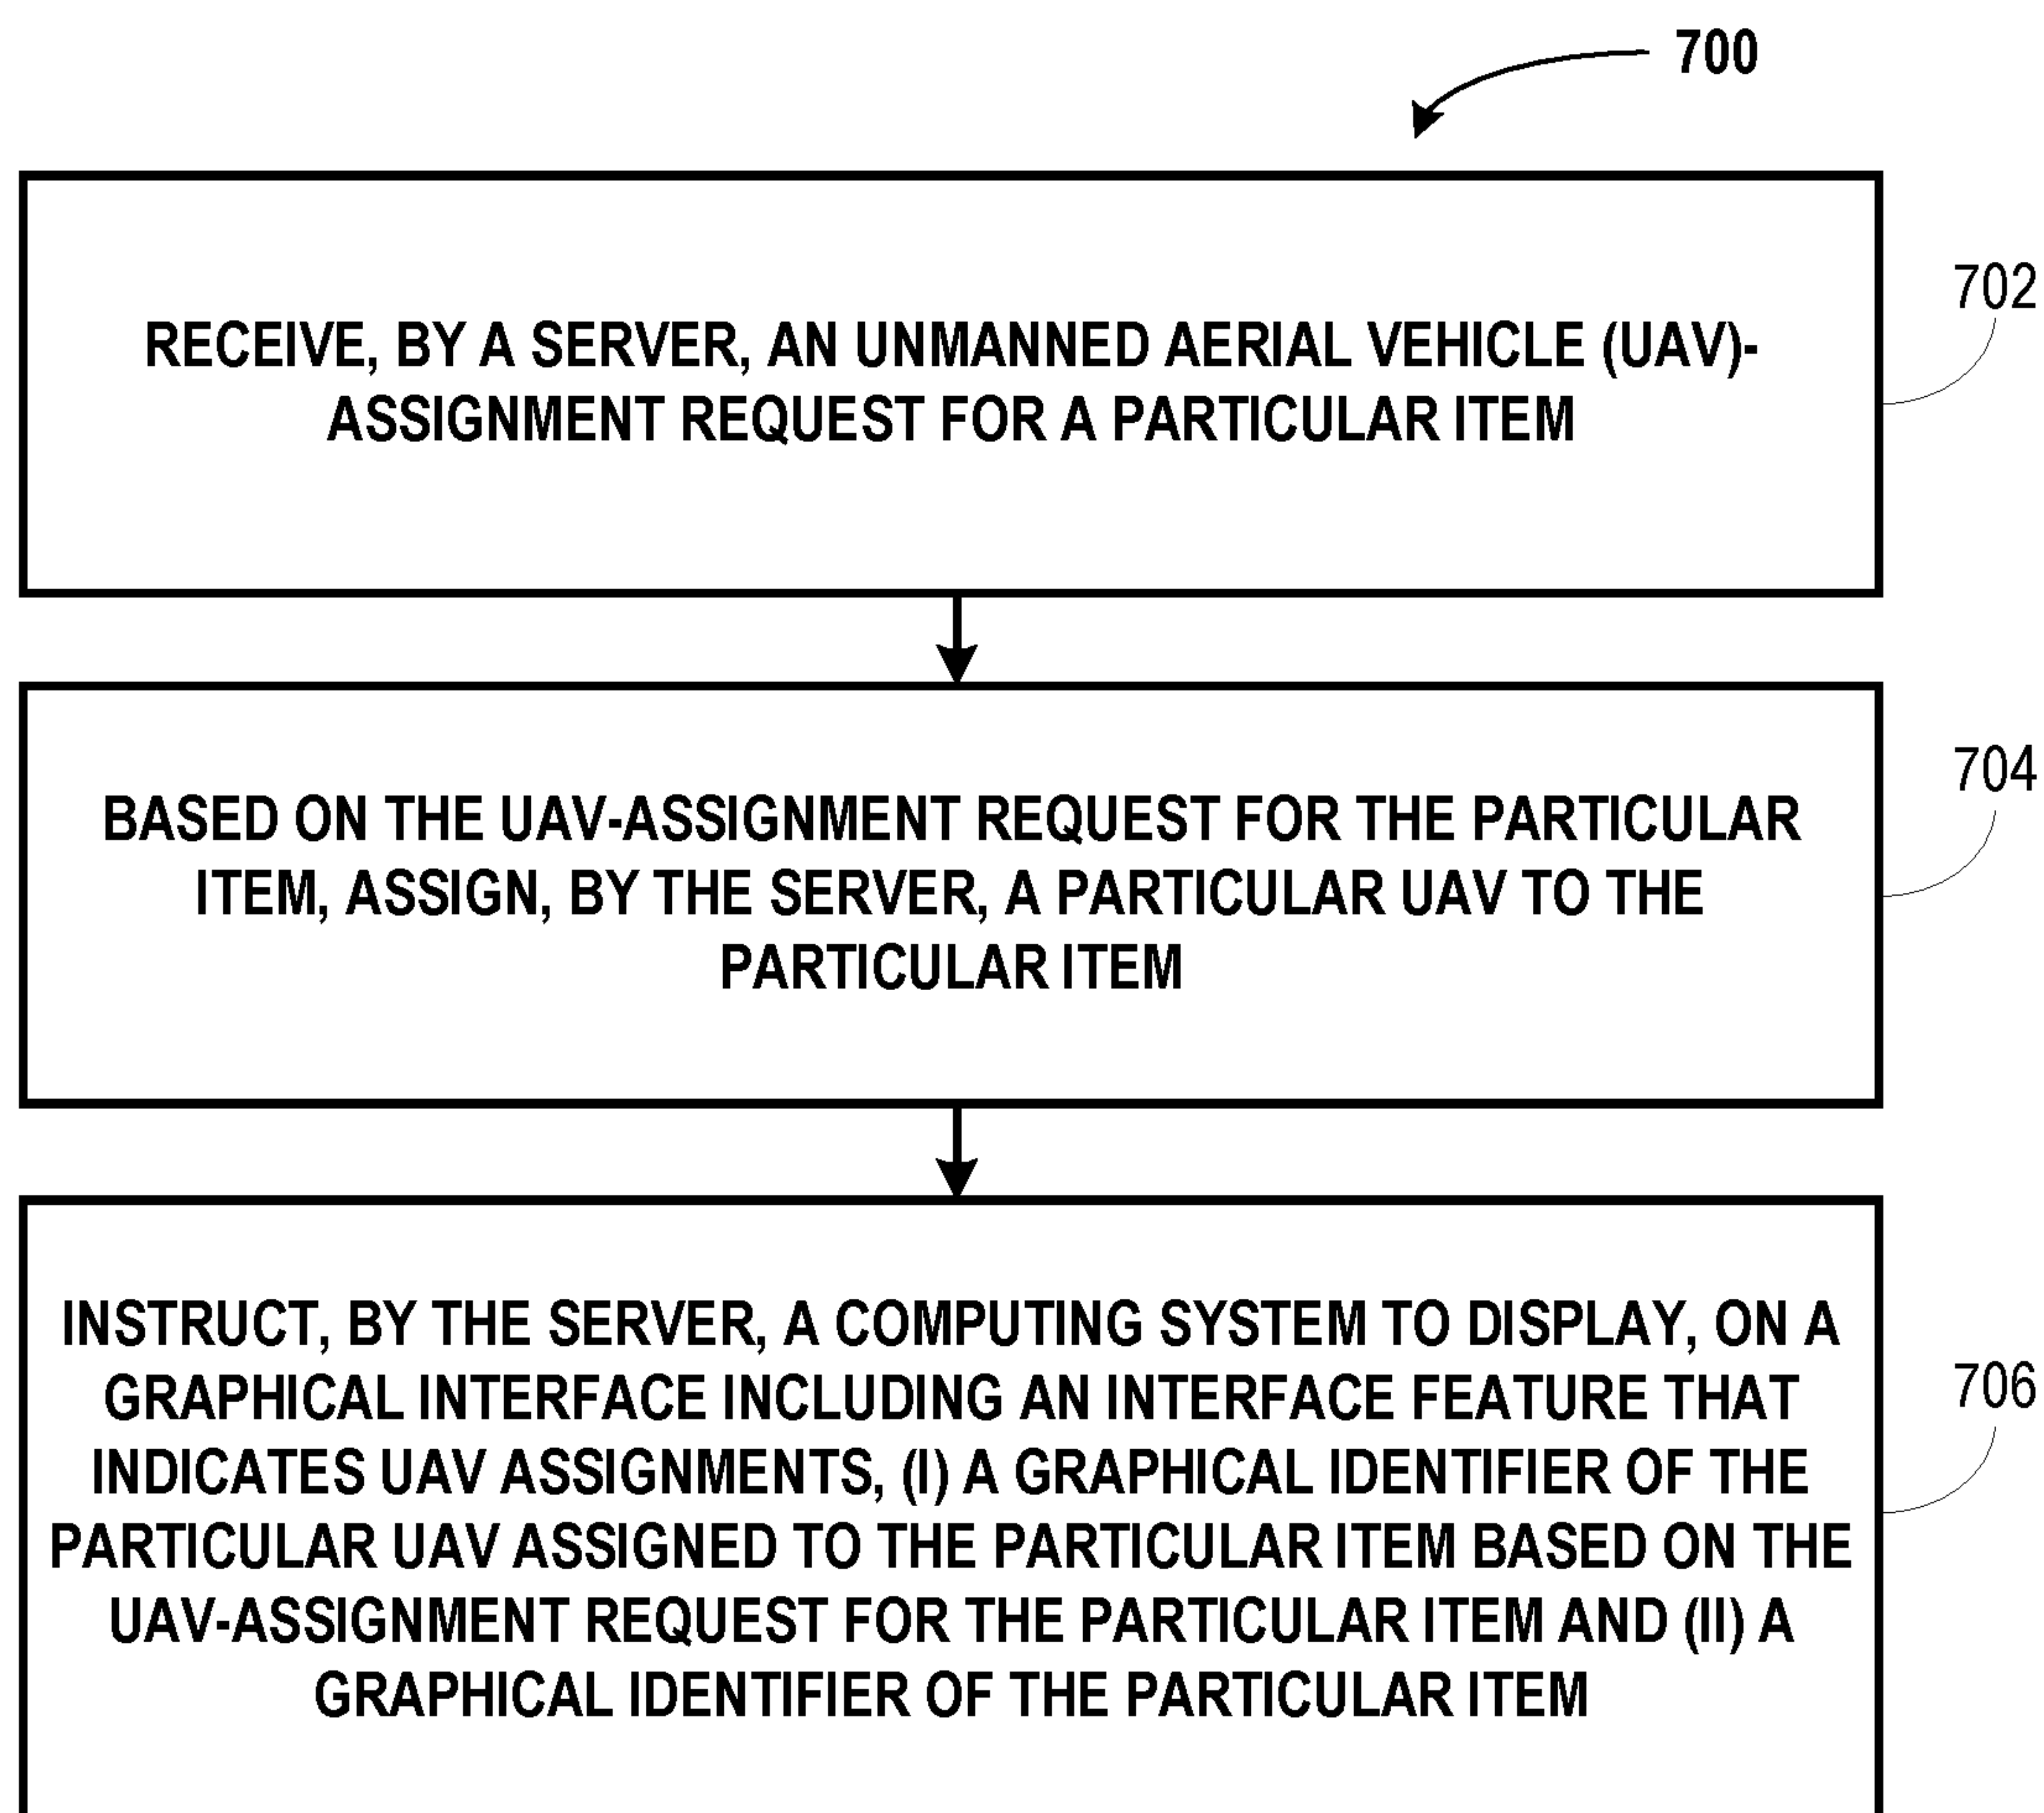 700
RECEIVE, BY A SERVER, AN UNMANNED AERIAL VEHICLE (UAV)-
ASSIGNMENT REQUEST FOR A PARTICULAR ITEM
702
BASED ON THE UAV-ASSIGNMENT REQUEST FOR THE PARTICULAR
ITEM, ASSIGN, BY THE SERVER, A PARTICULAR UAV TO THE
PARTICULAR ITEM
704
INSTRUCT, BY THE SERVER, A COMPUTING SYSTEM TO DISPLAY, ON A
GRAPHICAL INTERFACE INCLUDING AN INTERFACE FEATURE THAT
INDICATES UAV ASSIGNMENTS, (I) A GRAPHICAL IDENTIFIER OF THE
PARTICULAR UAV ASSIGNED TO THE PARTICULAR ITEM BASED ON THE
UAV-ASSIGNMENT REQUEST FOR THE PARTICULAR ITEM AND (II) A
GRAPHICAL IDENTIFIER OF THE PARTICULAR ITEM
706